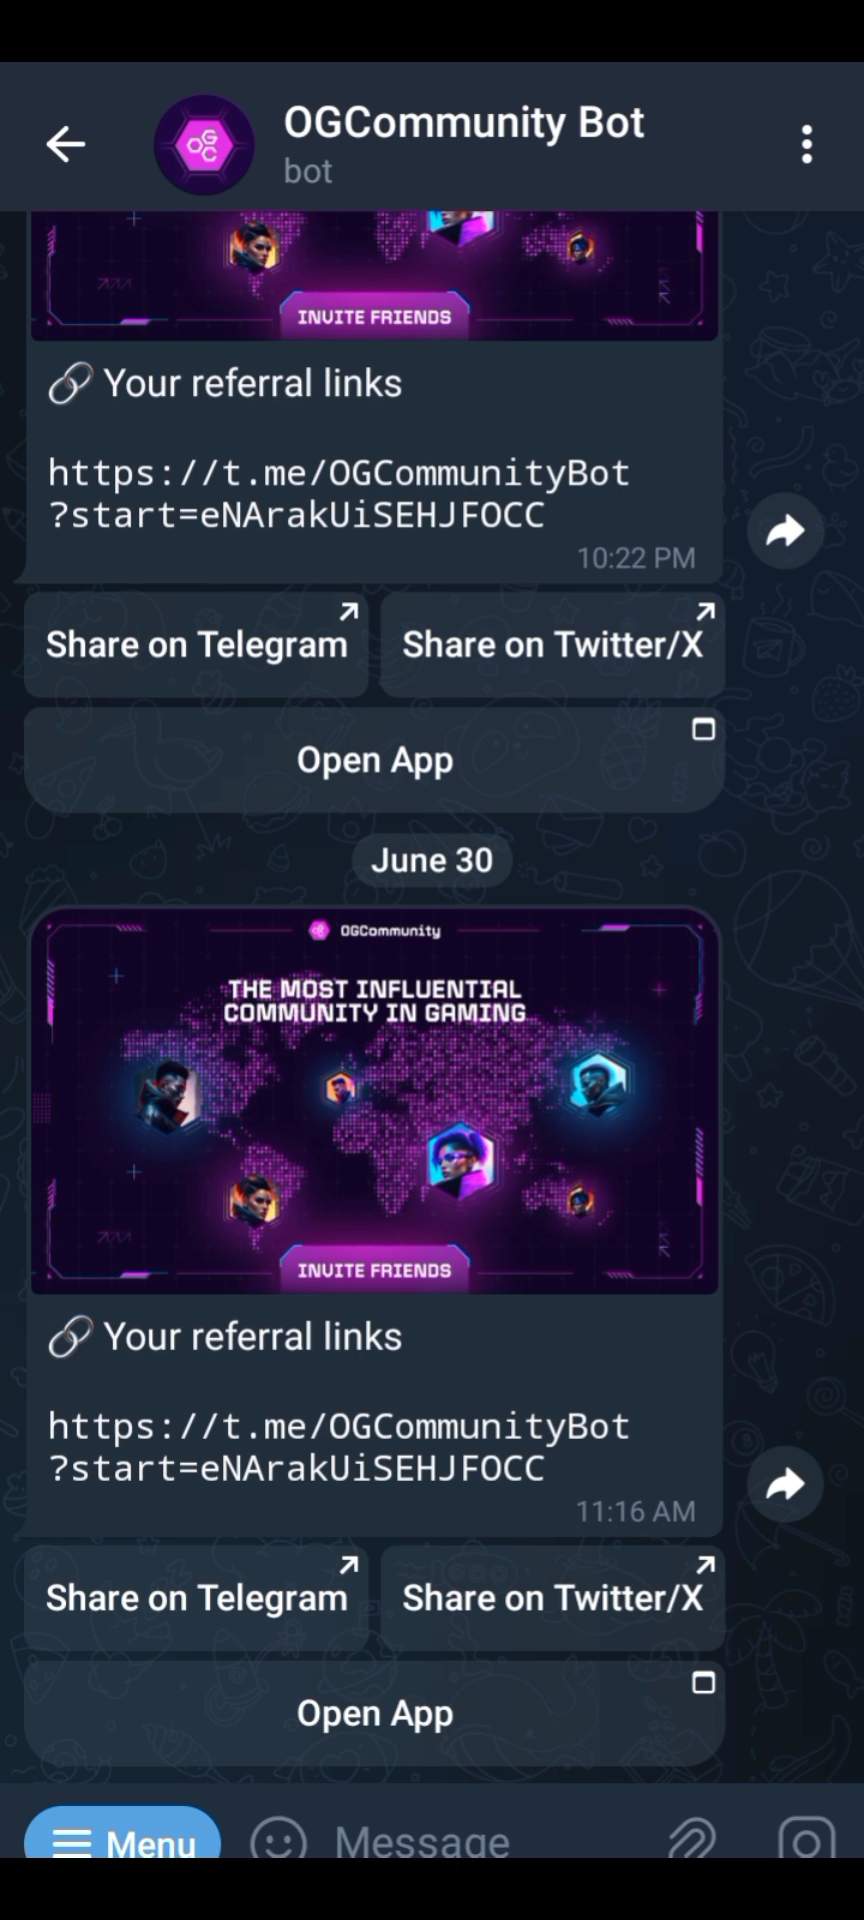 OGCommunity Bot
bot
INVITE FRIENDS
🔗 Your referral links
https://t.me/OGCommunityBot
?start=eNArakUiSEHJFOCC
10:22 PM
Share on Telegram
Share on Twitter/X
Open App
June 30
OGCommunity
THE MOST INFLUENTIAL
COMMUNITY IN GAMING
INVITE FRIENDS
🔗 Your referral links
https://t.me/OGCommunityBot
?start=eNArakUiSEHJFOCC
11:16 AM
Share on Telegram
Share on Twitter/X
Open App
Menu
Message